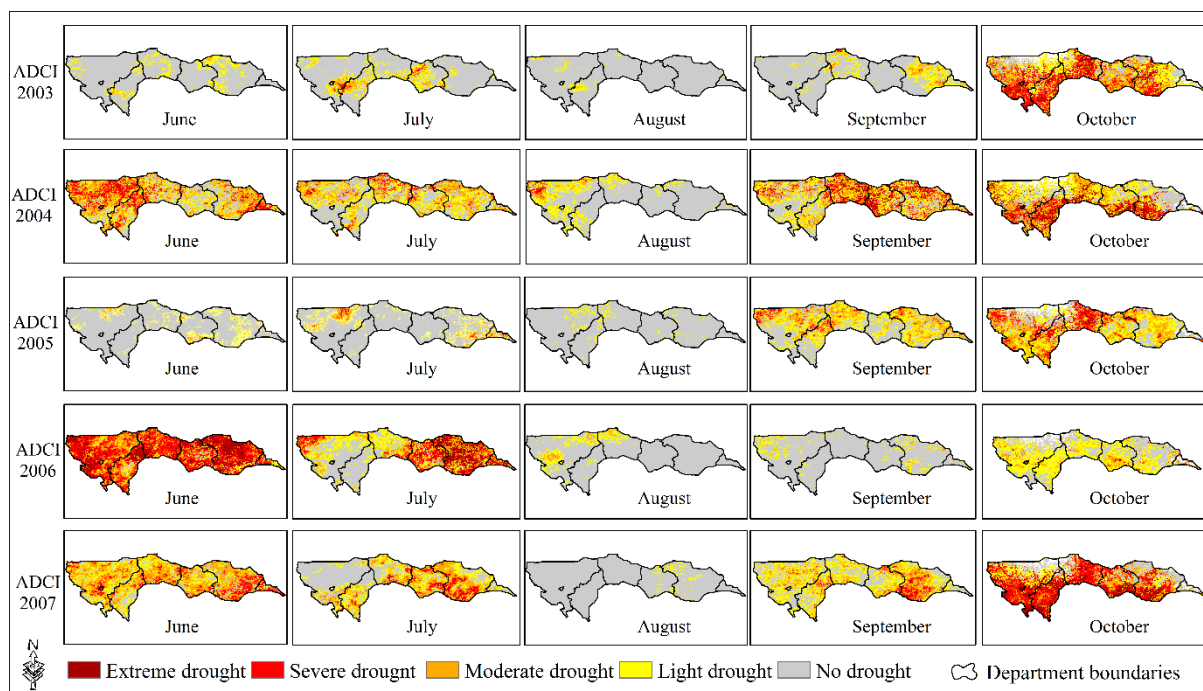 ADCI
2003
June
July
August
September
October
ADCI
2004
June
July
August
September
October
ADCI
2005
June
July
August
September
October
ADCI
2006
June
July
August
September
October
ADCI
2007
June
July
August
September
October
N
Extreme drought Severe drougnt Moderate drought Light drought No drought Department boundaries